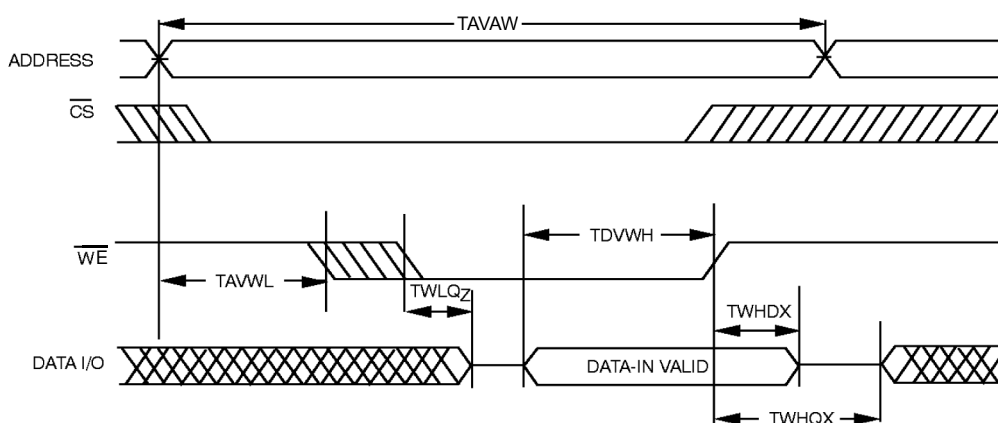 TAVAW
ADDRESS
CS
TDVWH
WE
TAVWL
TWLQZ
TWHDX
DATA I/O
DATA-IN VALID
TWHQX